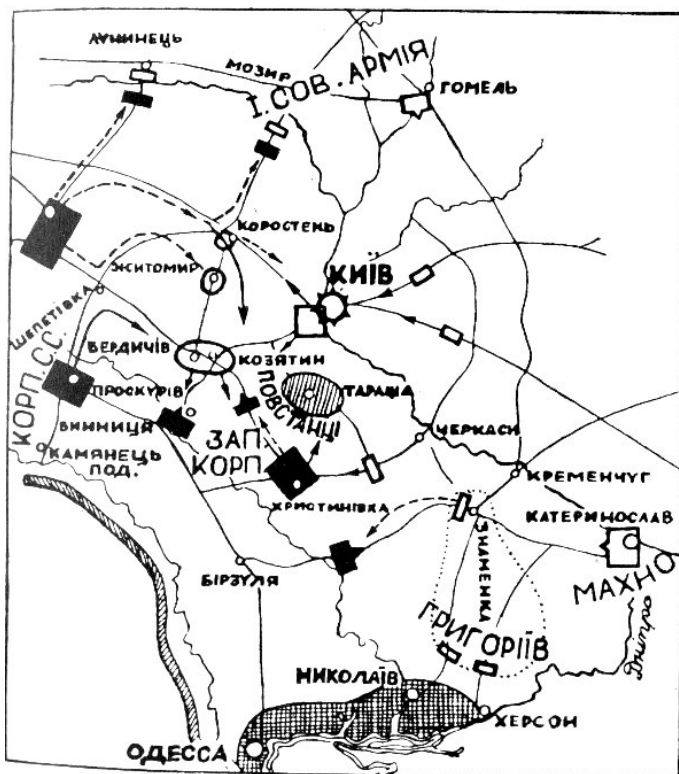 ЛУНИНЕЦЬ
МОЗИР
І. СОВ. АРМІЯ
ГОМЕЛЬ
КОРОСТЕНЬ
ЖИТОМИР
КИЇВ
ШЕПЕТІВКА
БЕРДИЧІВ
КОЗЯТИН
КОРП. С.С.
ПРОСКУРІВ
ПОВСТАНЦІ
ТАРАЩА
ВИННИЦЯ
ЗАП.
КОРП.
ЧЕРКАСИ
КАМЯНЕЦЬ
ПОД.
КРЕМЕНЧУГ
ХРИСТИНІВКА
КАТЕРИНОСЛАВ
ЗНАМЕНКА
МАХНО
БІРЗУЛЯ
ГРИГОРІЇВ
Дніпро
НИКОЛАЇВ
ХЕРСОН
ОДЕССА